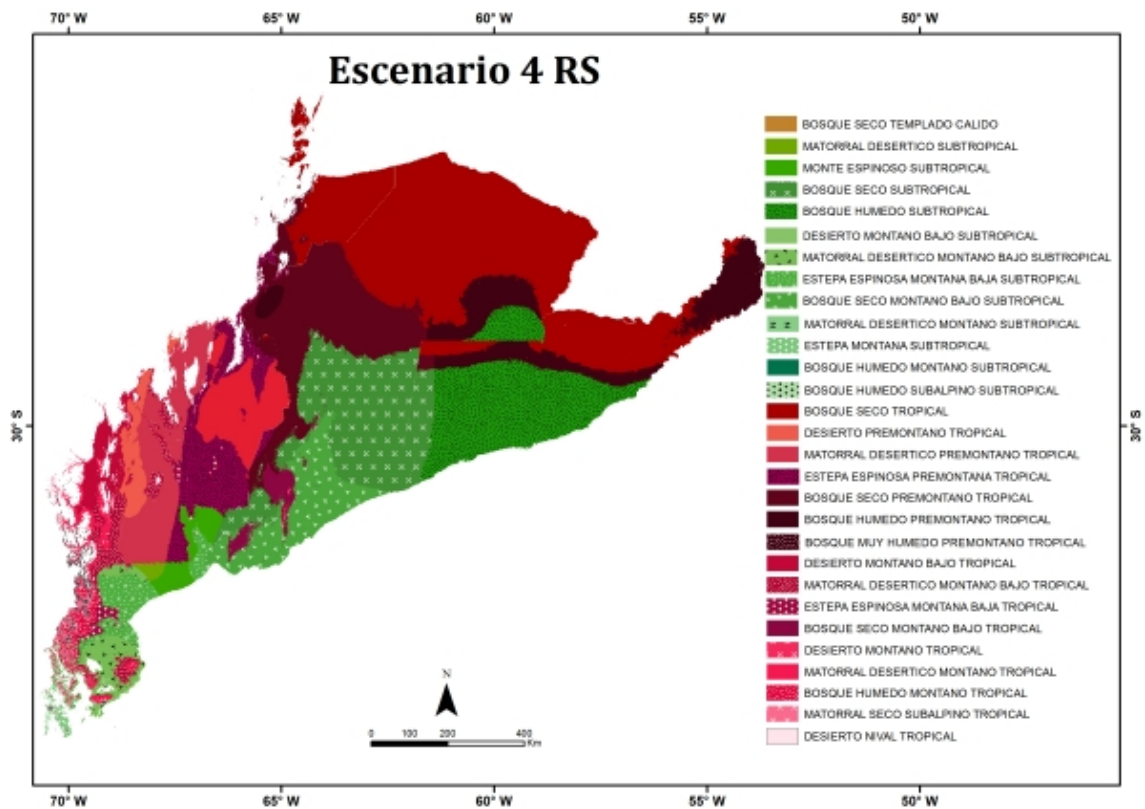 70° W 65° W 60° W 55° W 50° W
Escenario 4 RS
BOSQUE SECO TEMPLADO CALIDO
MATORRAL DESERTICO SUBTROPICAL
MONTE ESPINOSO SUBTROPICAL
BOSQUE SECO SUBTROPICAL
BOSQUE HUMEDO SUBTROPICAL
DESIERTO MONTANO BAJO SUBTROPICAL
MATORRAL DESERTICO MONTANO BAJO SUBTROPICAL
ESTEPA ESPINOSA MONTANA BAJA SUBTROPICAL
BOSQUE SECO MONTANO BAJO SUBTROPICAL
MATORRAL DESERTICO MONTANO SUBTROPICAL
ESTEPA MONTANA SUBTROPICAL
BOSQUE HUMEDO MONTANO SUBTROPICAL
BOSQUE HUMEDO SUBALPINO SUBTROPICAL
BOSQUE SECO TROPICAL
DESIERTO PREMONTANO TROPICAL
30° S 30° S
MATORRAL DESERTICO PREMONTANO TROPICAL
ESTEPA ESPINOSA PREMONTANA TROPICAL
BOSQUE SECO PREMONTANO TROPICAL
BOSQUE HUMEDO PREMONTANO TROPICAL
BOSQUE MUY HUMEDO PREMONTANO TROPICAL
DESIERTO MONTANO BAJO TROPICAL
MATORRAL DESERTICO MONTANO BAJO TROPICAL
ESTEPA ESPINOSA MONTANA BAJA TROPICAL
BOSQUE SECO MONTANO BAJO TROPICAL
DESIERTO MONTANO TROPICAL
MATORRAL DESERTICO MONTANO TROPICAL
BOSQUE HUMEDO MONTANO TROPICAL
MATORRAL SECO SUBALPINO TROPICAL
DESIERTO NIVAL TROPICAL
N
0 100 200 400
Km
70° W 65° W 60° W 55° W 50° W